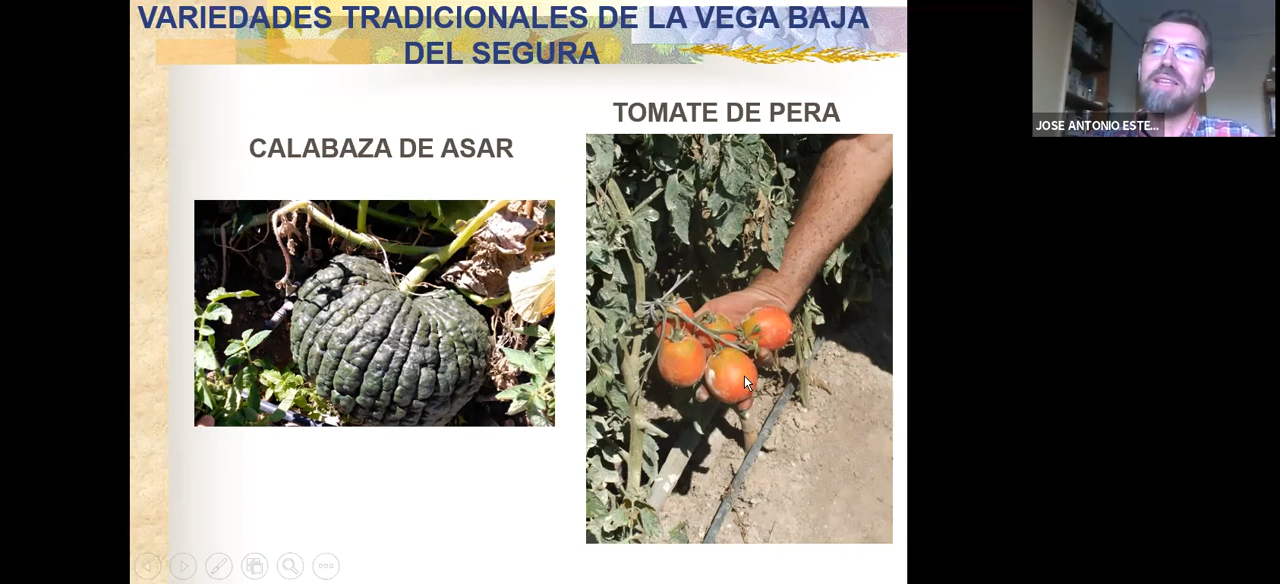 VARIEDADES TRADICIONALES DE LA VEGA BAJA
DEL SEGURA
TOMATE DE PERA
CALABAZA DE ASAR
JOSE ANTONIO ESTE...